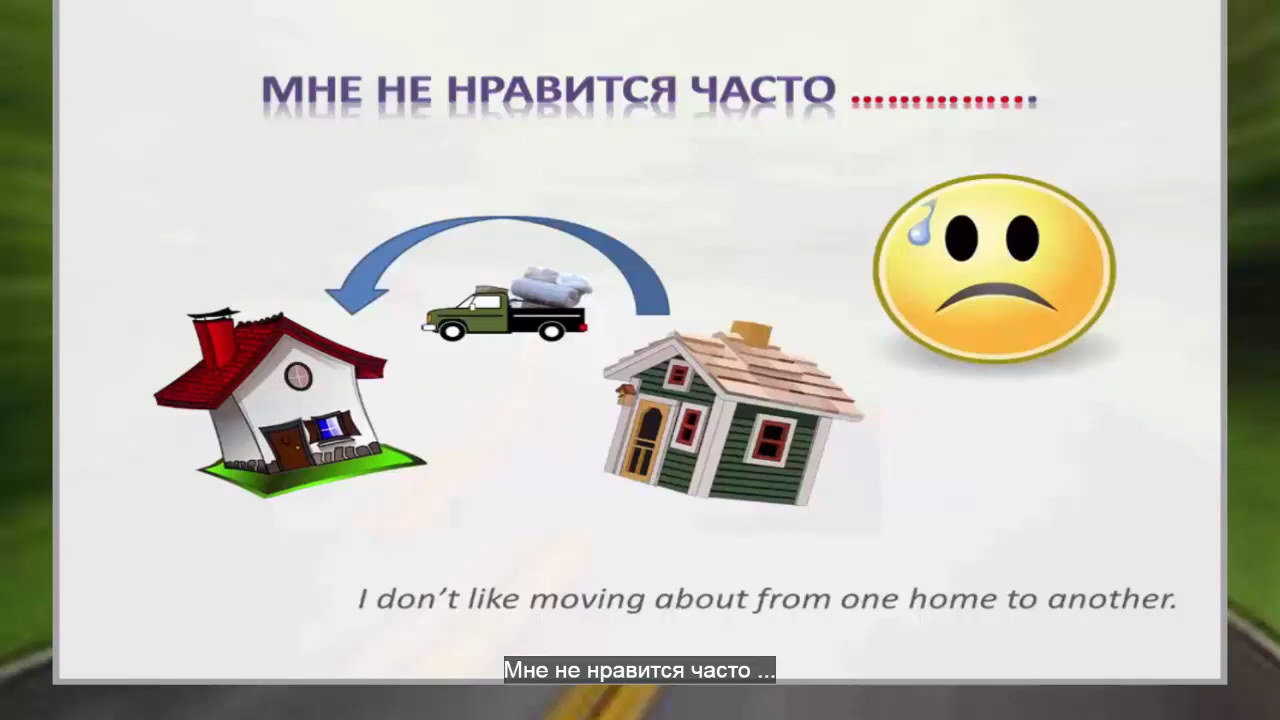 МНЕ НЕ НРАВИТСЯ ЧАСТО …………….
I don’t like moving about from one home to another.
Мне не нравится часто ...